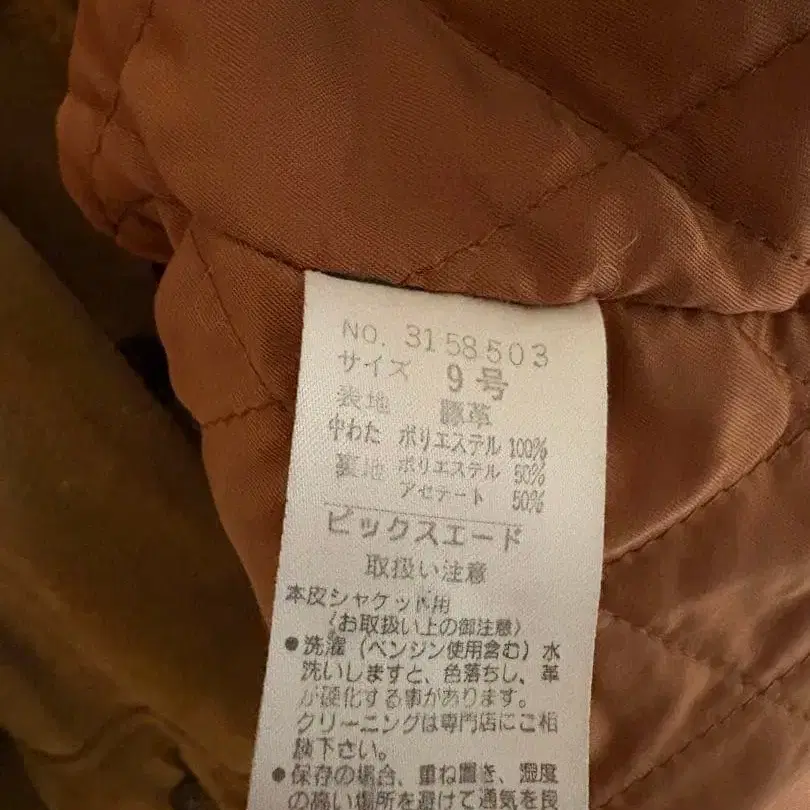 No. 3158503
サイズ 9号
表地 豚革
中わた ポリエステル 100%
裏地 ポリエステル 50%
アセテート 50%
ピックスエード
取扱い注意
本皮ジャケット用
〈お取扱い上の御注意〉
●洗濯(ベンジン使用含む)水
洗いしますと、色落ちし、革
が硬化する事があります。
クリーニングは専門店にご相
談下さい。
●保存の場合、重ね置き、湿度
の高い場所を避けて通気を良